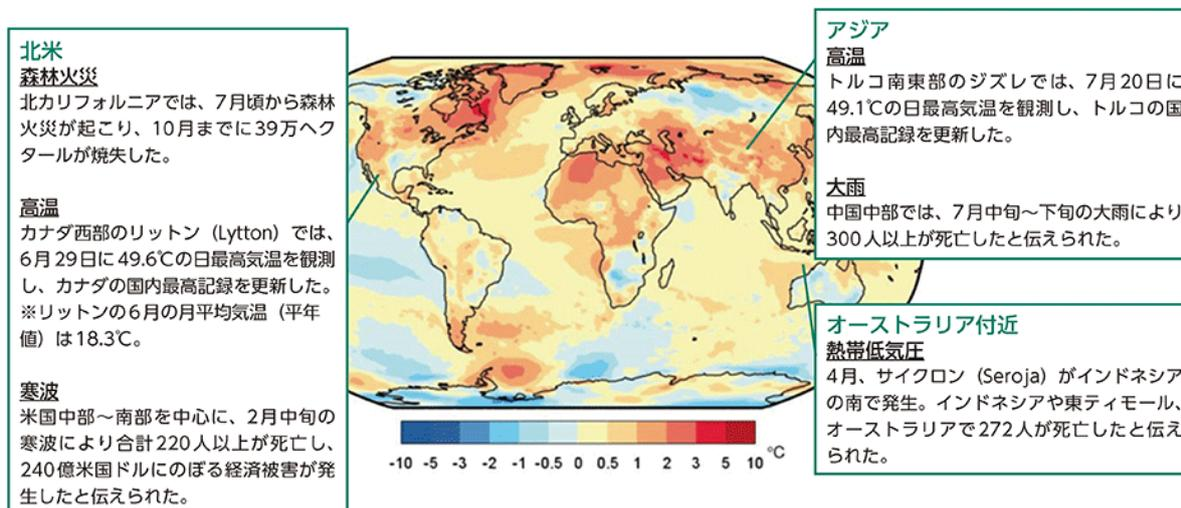 北米
森林火災
北カリフォルニアでは、7月頃から森林
火災が起こり、10月までに39万ヘク
タールが焼失した。
高温
カナダ西部のリットン（Lytton）では、
6月29日に49.6℃の日最高気温を観測
し、カナダの国内最高記録を更新した。
※リットンの6月の月平均気温（平年
値）は18.3℃。
寒波
米国中部～南部を中心に、2月中旬の
寒波により合計220人以上が死亡し、
240億米国ドルにのぼる経済被害が発
生したと伝えられた。
アジア
高温
トルコ南東部のジズレでは、7月20日に
49.1℃の日最高気温を観測し、トルコの国
内最高記録を更新した。
大雨
中国中部では、7月中旬～下旬の大雨により
300人以上が死亡したと伝えられた。
オーストラリア付近
熱帯低気圧
4月、サイクロン（Seroja）がインドネシア
の南で発生。インドネシアや東ティモール、
オーストラリアで272人が死亡したと伝え
られた。
-10 -5 -3 -2 -1 -0.5 0 0.5 1 2 3 5 10 ℃